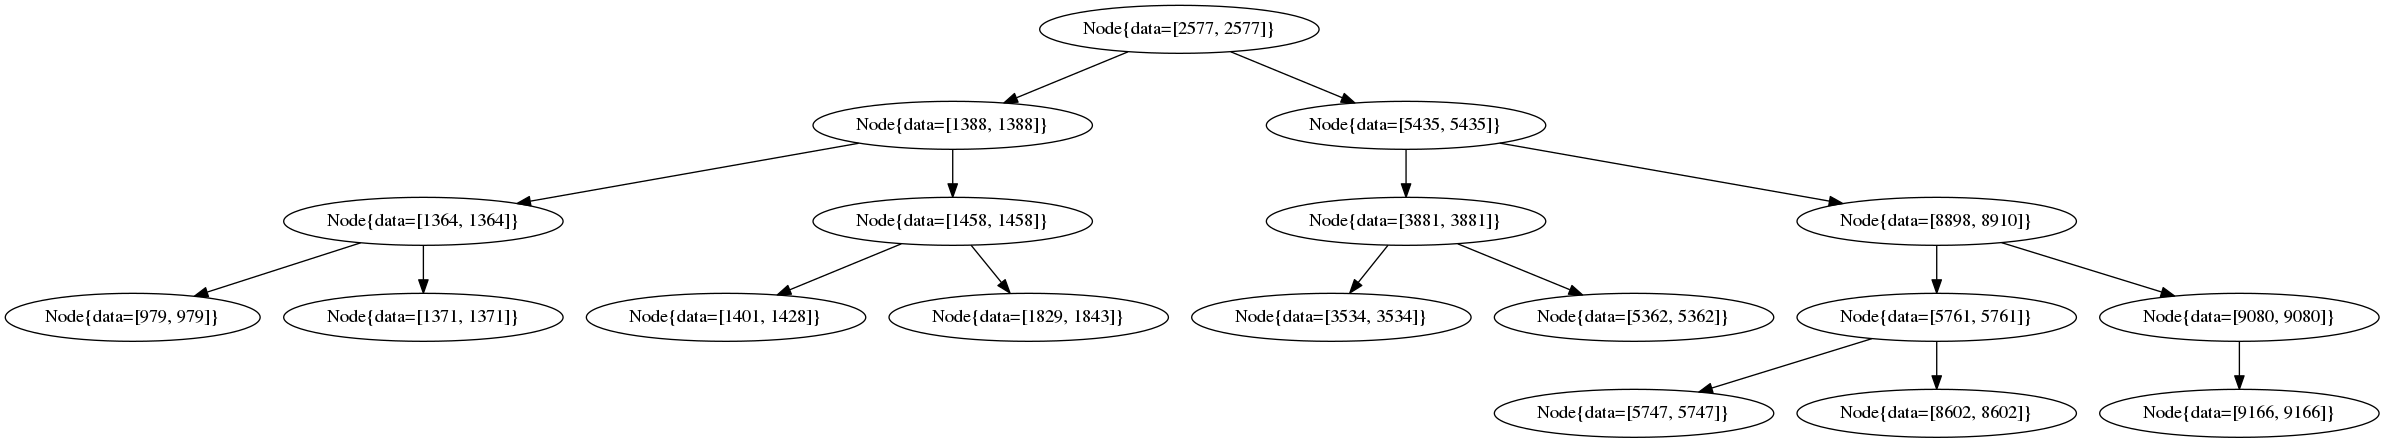 Node{data=[2577, 2577]}
Node{data=[1388, 1388]}
Node{data=[5435, 5435]}
Node{data=[1364, 1364]}
Node{data=[1458, 1458]}
Node{data=[3881, 3881]}
Node{data=[8898, 8910]}
Node{data=[979, 979]}
Node{data=[1371, 1371]}
Node{data=[1401, 1428]}
Node{data=[1829, 1843]}
Node{data=[3534, 3534]}
Node{data=[5362, 5362]}
Node{data=[5761, 5761]}
Node{data=[9080, 9080]}
Node{data=[5747, 5747]}
Node{data=[8602, 8602]}
Node{data=[9166, 9166]}